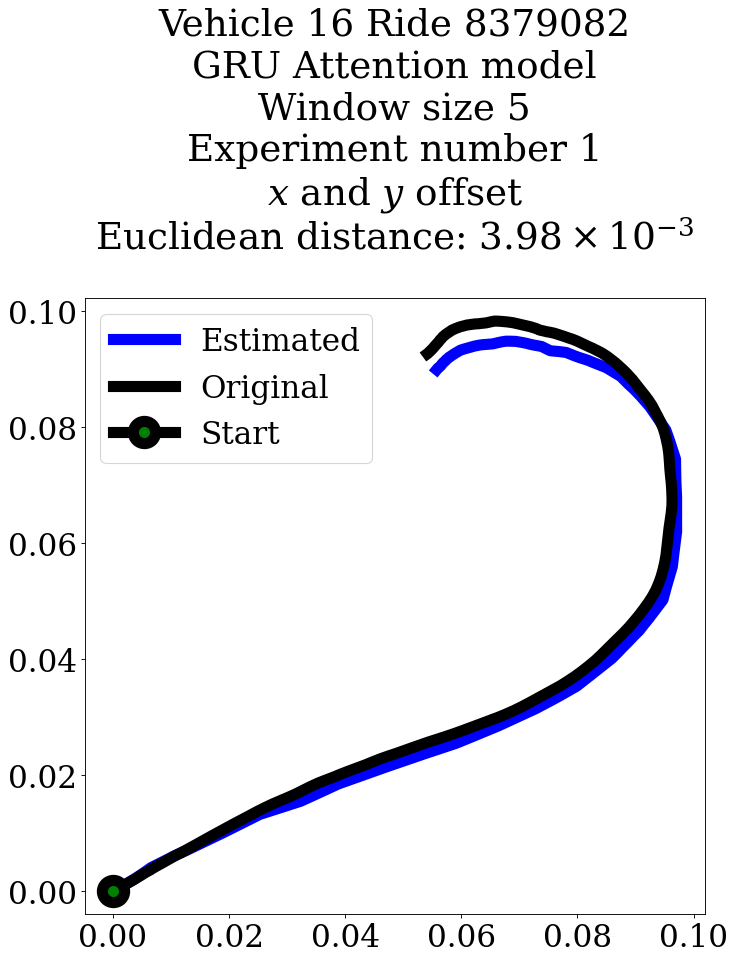 Vehicle 16 Ride 8379082
GRU Attention model
Window size 5
Experiment number 1
x and y offset
Euclidean distance: 3.98 × 10⁻³
Estimated
Original
Start
0.10
0.08
0.06
0.04
0.02
0.00
0.00 0.02 0.04 0.06 0.08 0.10